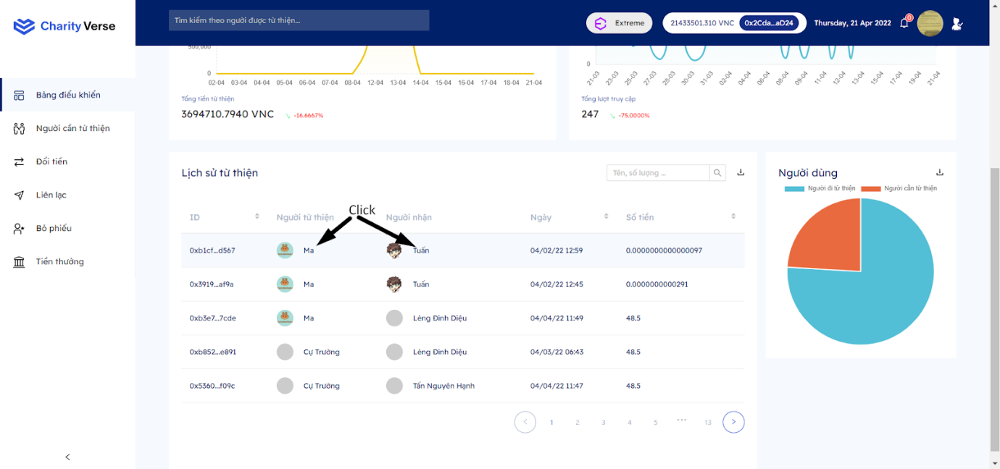 Charity Verse
Tìm kiếm theo người được từ thiện...
Extreme
21433501.310 VNC
0x2Cda...aD24
Thursday, 21 Apr 2022
0
Bảng điều khiển
Người cần từ thiện
Đổi tiền
Liên lạc
Bỏ phiếu
Tiền thưởng
500,000
0
02-04 03-04 04-04 05-04 06-04 07-04 08-04 12-04 13-04 14-04 15-04 16-04 17-04 18-04 21-04
Tổng tiền từ thiện
3694710.7940 VNC -16.6667%
0
21-03 23-03 25-03 27-03 28-03 30-03 31-03 02-04 04-04 06-04 08-04 09-04 11-04 12-04 13-04 15-04 17-04 19-04 21-04
Tổng lượt truy cập
247 -75.0000%
Lịch sử từ thiện
Tên, số lượng ...
Click
ID Người từ thiện Người nhận Ngày Số tiền
0xb1cf...d567 Ma Tuấn 04/02/22 12:59 0.0000000000000097
0x3919...af9a Ma Tuấn 04/02/22 12:45 0.0000000000291
0xb3e7...7cde Ma Lèng Đình Diệu 04/04/22 11:49 48.5
0xb852...e891 Cự Trường Lèng Đình Diệu 04/03/22 06:43 48.5
0x5360...f09c Cự Trường Tấn Nguyên Hạnh 04/04/22 11:47 48.5
< 1 2 3 4 5 ••• 13 >
Người dùng
Người đi từ thiện Người cần từ thiện